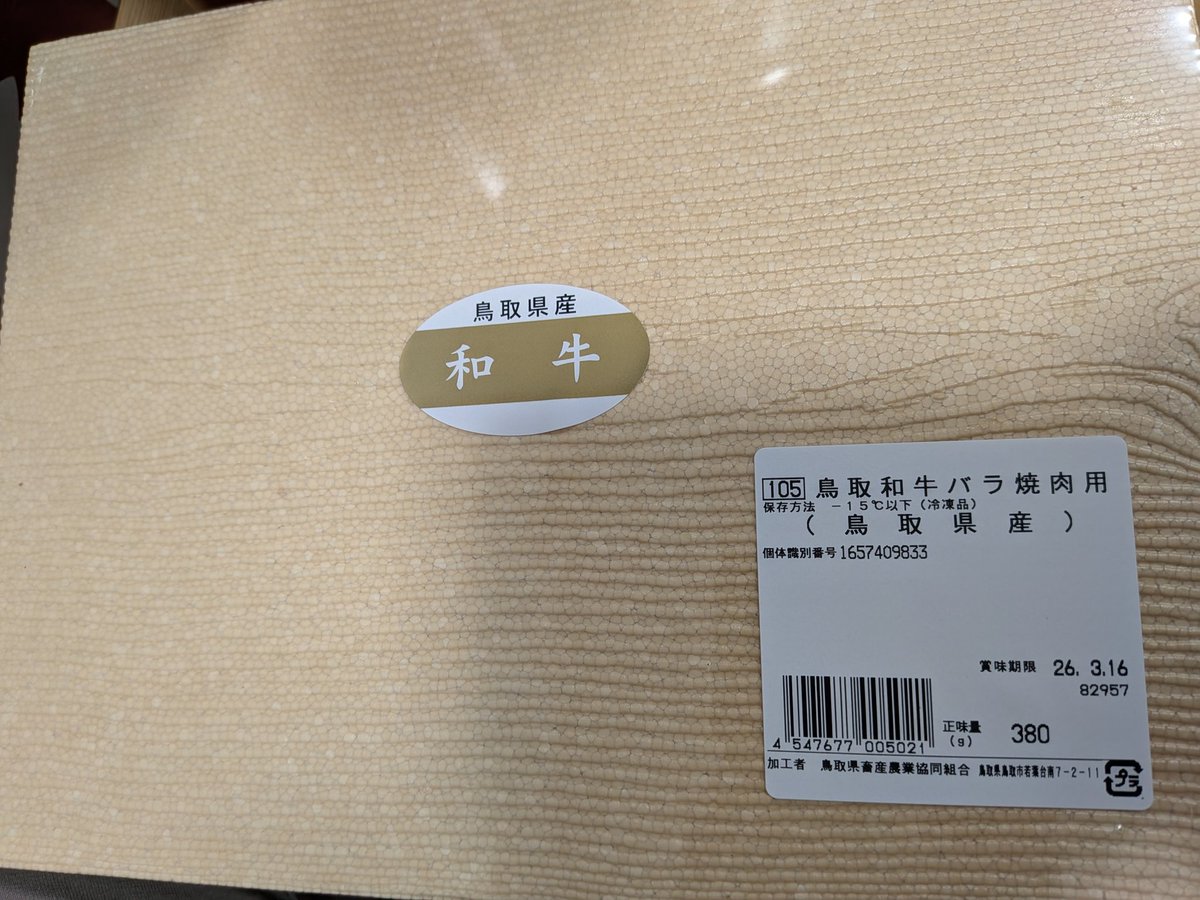 鳥取県産
和牛
105 鳥取和牛バラ焼肉用
保存方法 -15℃以下(冷凍品)
(鳥取県産)
個体識別番号 1657409833
賞味期限 26. 3.16
82957
正味量 (g) 380
4 547677 005021
加工者 鳥取県畜産農業協同組合 鳥取県鳥取市若葉台南7-2-11
プラ